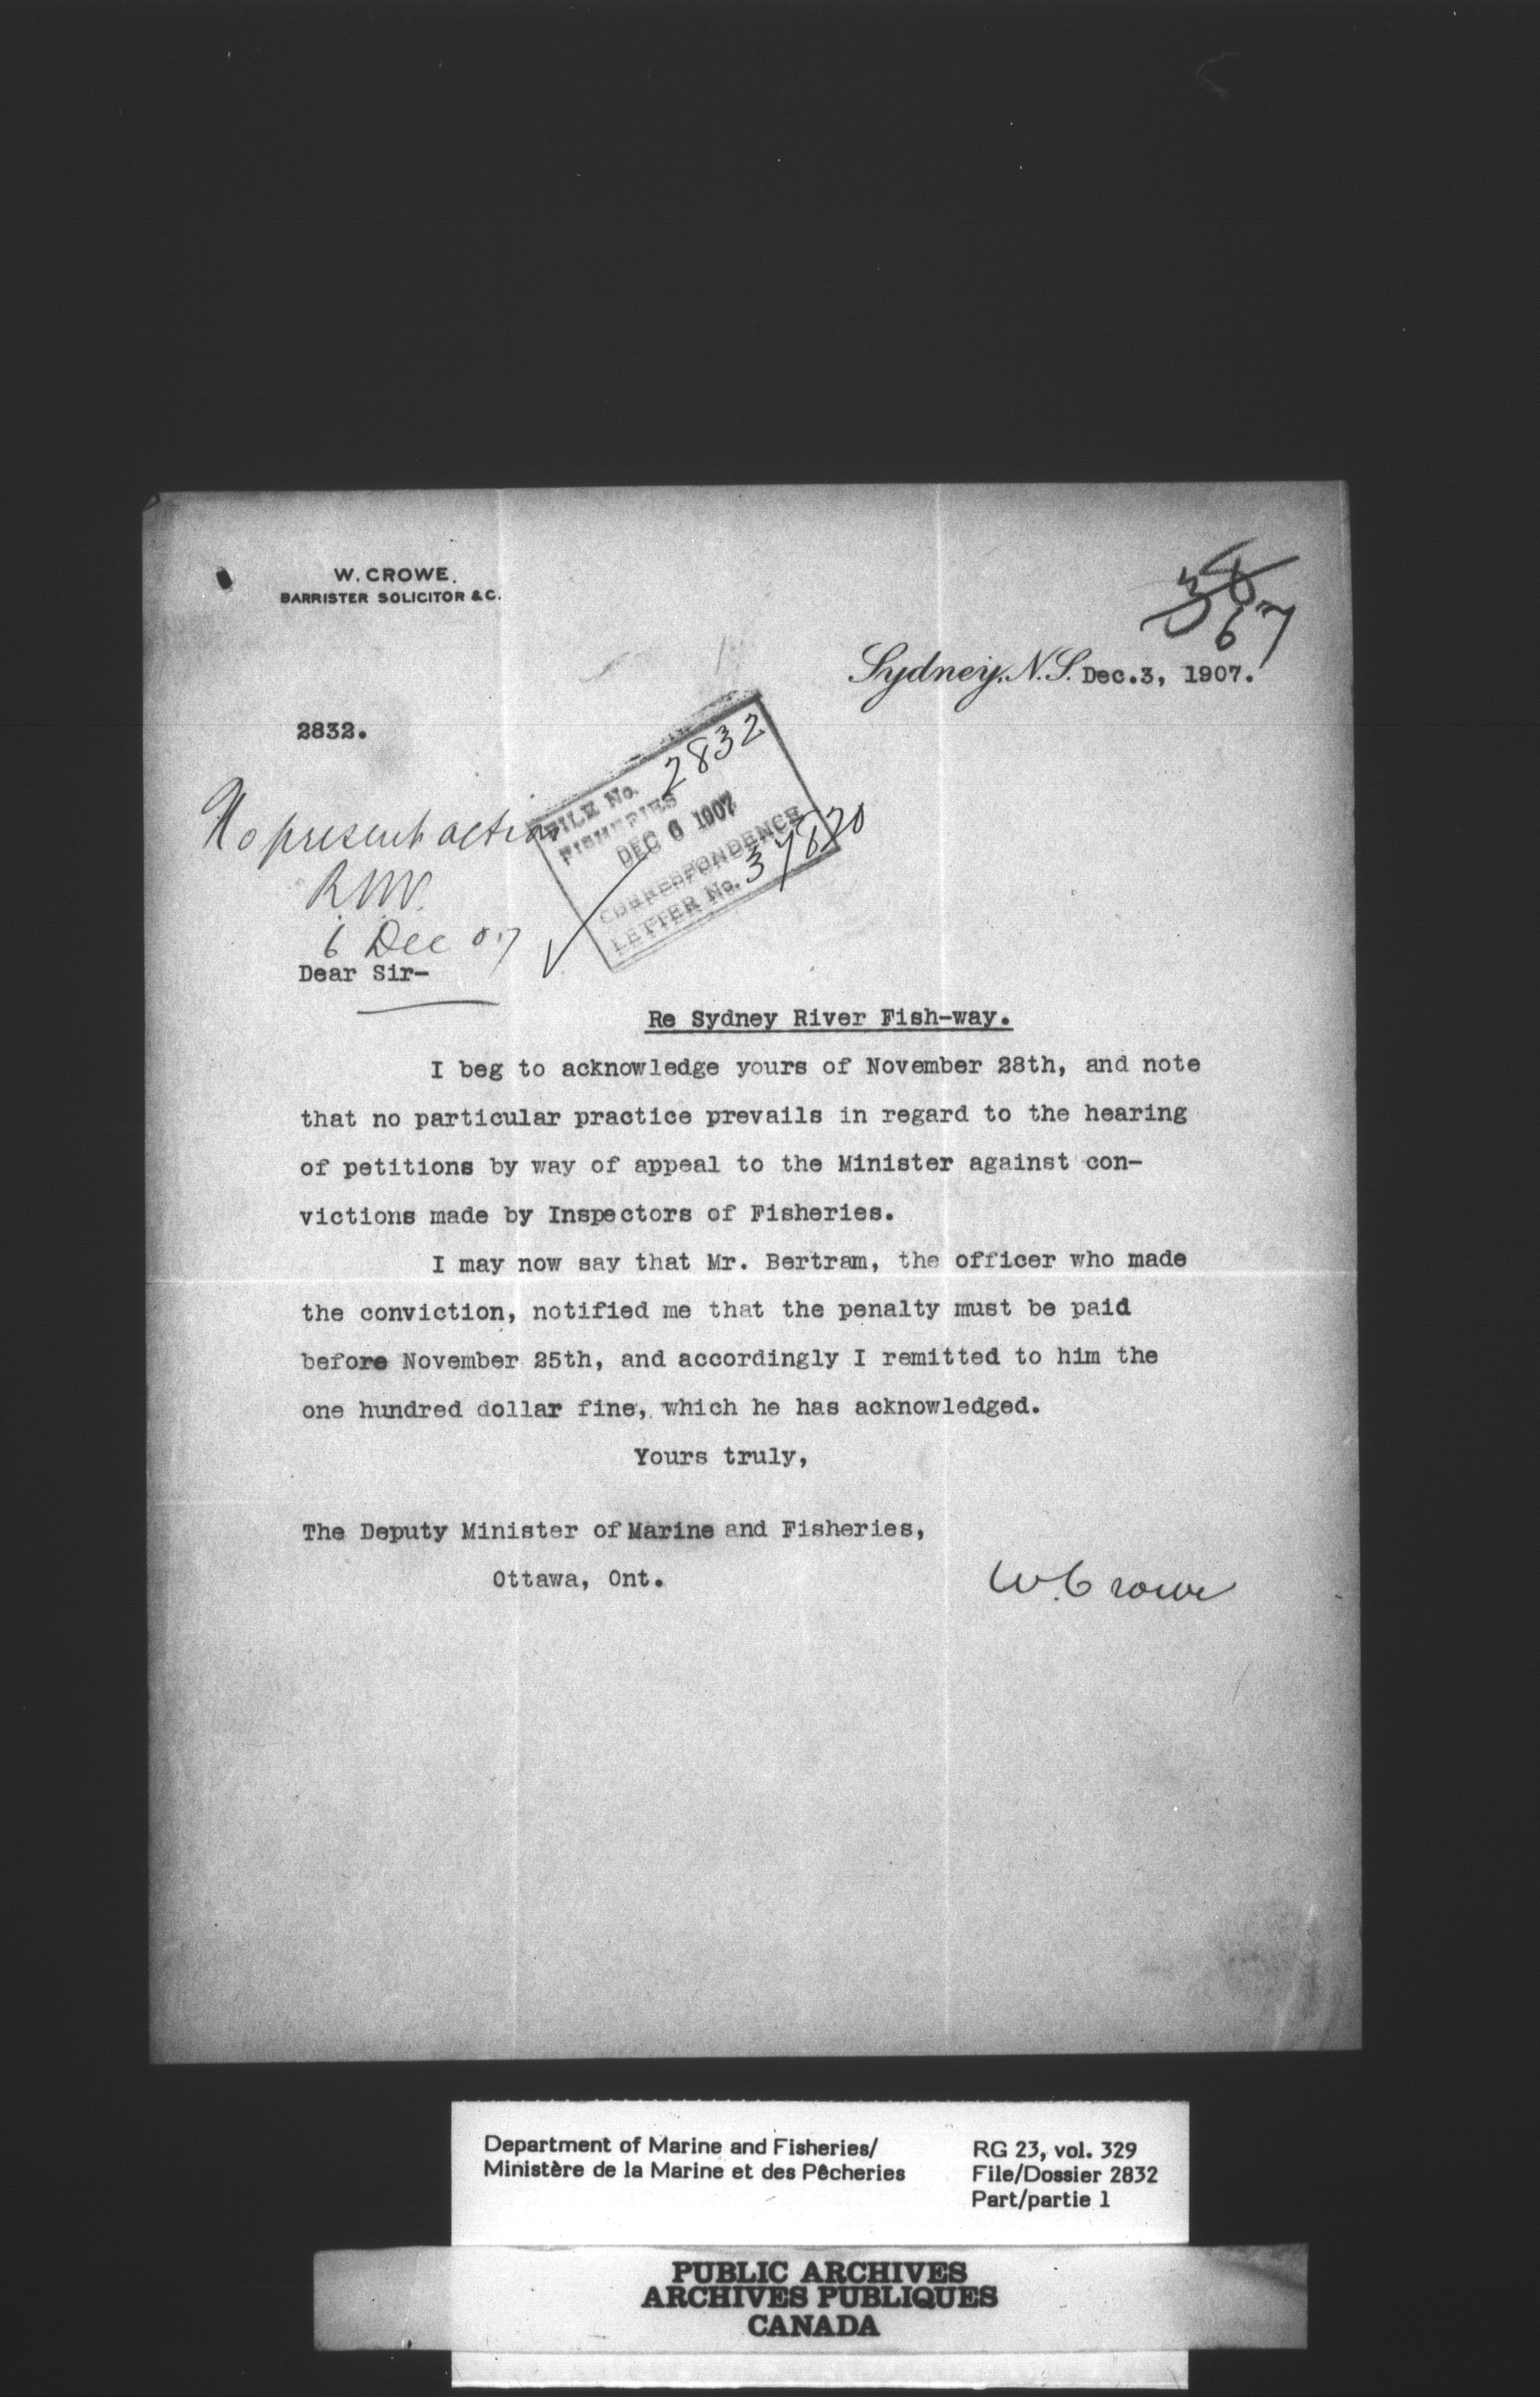 W. CROWE.
BARRISTER SOLICITOR & C.
67
Sydney, N.S. Dec.3, 1907.
2832.
FILE No. 2832
FISHERIES
DEC 6 1907
CORRESPONDENCE
LETTER No. 37820
No present action
R.N.V.
6 Dec 07
Dear Sir-
Re Sydney River Fish-way.
I beg to acknowledge yours of November 28th, and note
that no particular practice prevails in regard to the hearing
of petitions by way of appeal to the Minister against con-
victions made by Inspectors of Fisheries.
I may now say that Mr. Bertram, the officer who made
the conviction, notified me that the penalty must be paid
before November 25th, and accordingly I remitted to him the
one hundred dollar fine, which he has acknowledged.
Yours truly,
The Deputy Minister of Marine and Fisheries,
Ottawa, Ont.
W. Crowe
Department of Marine and Fisheries/
Ministère de la Marine et des Pêcheries
RG 23, vol. 329
File/Dossier 2832
Part/partie 1
PUBLIC ARCHIVES
ARCHIVES PUBLIQUES
CANADA